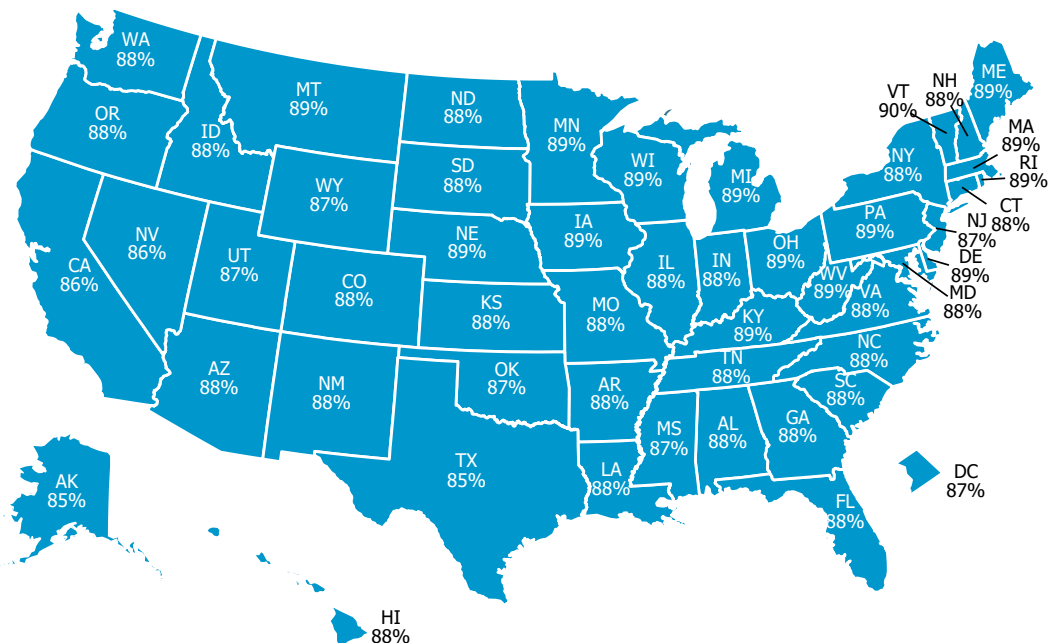 WA
88%
OR
88%
ID
88%
MT
89%
ND
88%
MN
89%
WI
89%
MI
89%
VT
90%
NH
88%
ME
89%
MA
89%
RI
89%
NY
88%
CT
88%
SD
88%
WY
87%
NE
89%
IA
89%
PA
89%
NJ
87%
DE
89%
MD
88%
NV
86%
UT
87%
CA
86%
CO
88%
KS
88%
MO
88%
IL
88%
IN
88%
OH
89%
WV
89%
VA
88%
KY
89%
NC
88%
TN
88%
SC
88%
AZ
88%
NM
88%
OK
87%
AR
88%
MS
87%
AL
88%
GA
88%
TX
85%
LA
88%
FL
88%
DC
87%
AK
85%
HI
88%